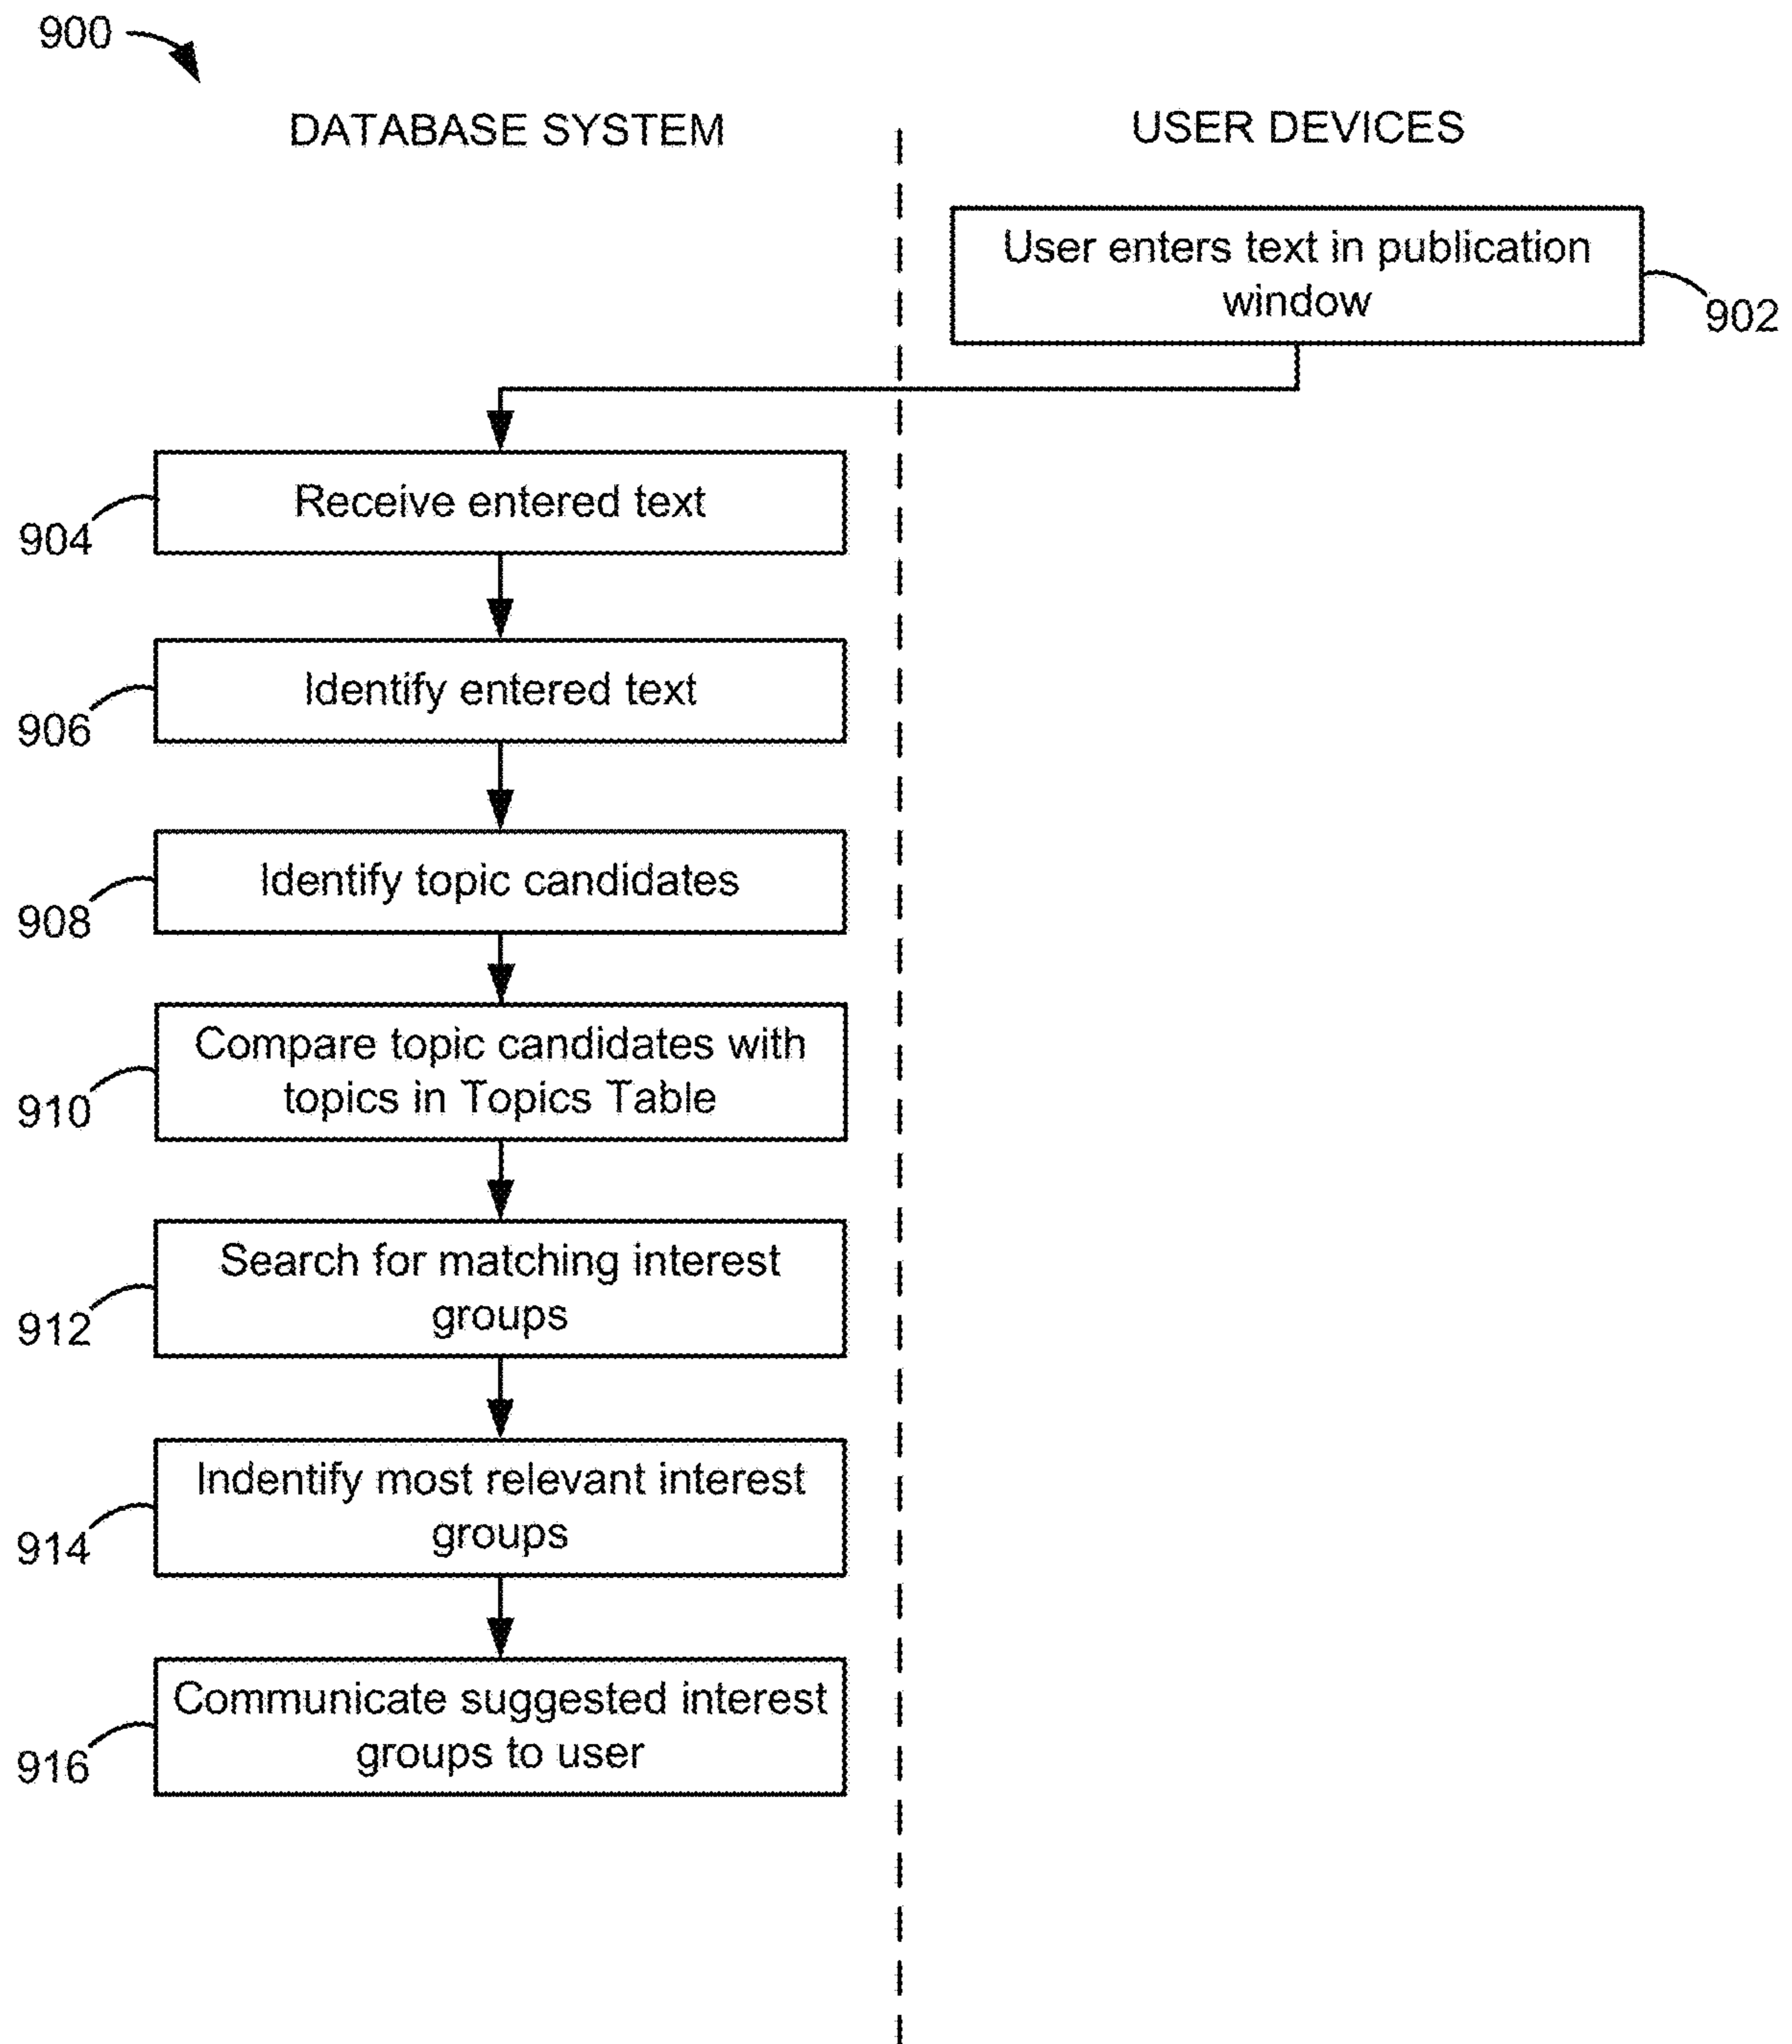 900
DATABASE SYSTEM
USER DEVICES
User enters text in publication
window
902
Receive entered text
904
Identify entered text
906
Identify topic candidates
908
Compare topic candidates with
topics in Topics Table
910
Search for matching interest
groups
912
Indentify most relevant interest
groups
914
Communicate suggested interest
groups to user
916